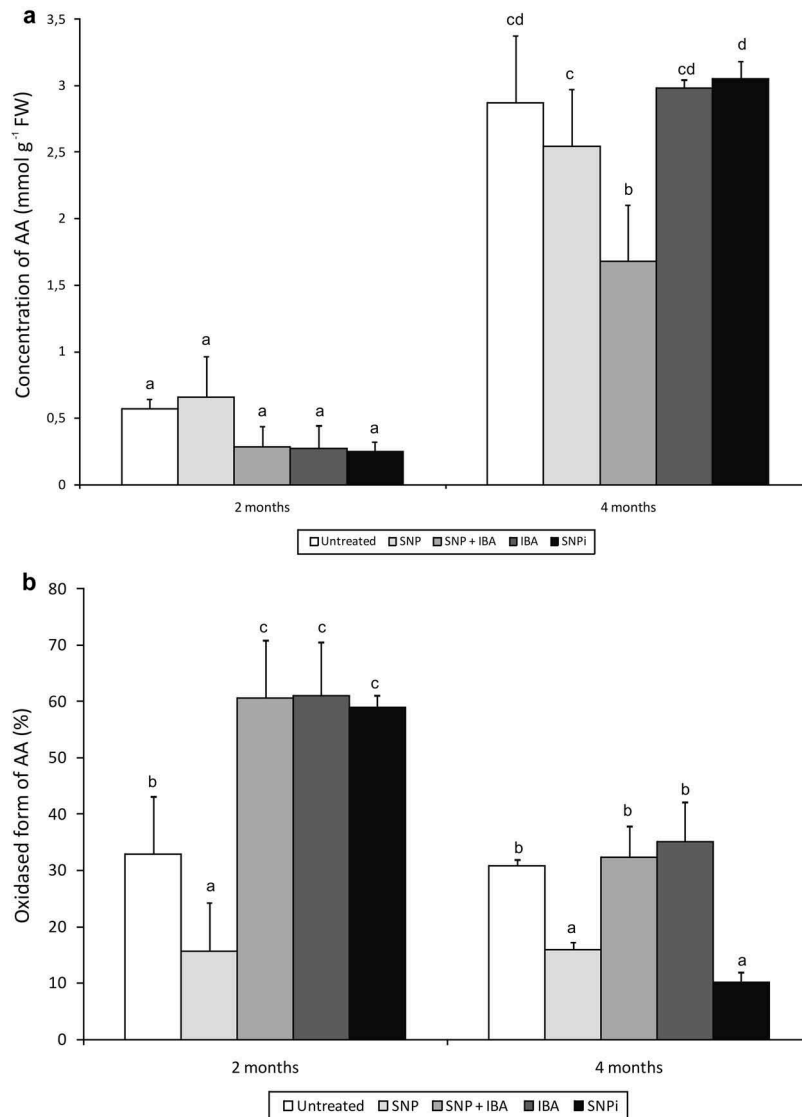 a
Concentration of AA (mmol g⁻¹ FW)
3,5
3
2,5
2
1,5
1
0,5
0
a
a
a
a
a
cd
c
b
cd
d
2 months
4 months
Untreated SNP SNP + IBA IBA SNPi
b
Oxidased form of AA (%)
80
70
60
50
40
30
20
10
0
b
a
c
c
c
b
a
b
b
a
2 months
4 months
Untreated SNP SNP + IBA IBA SNPi